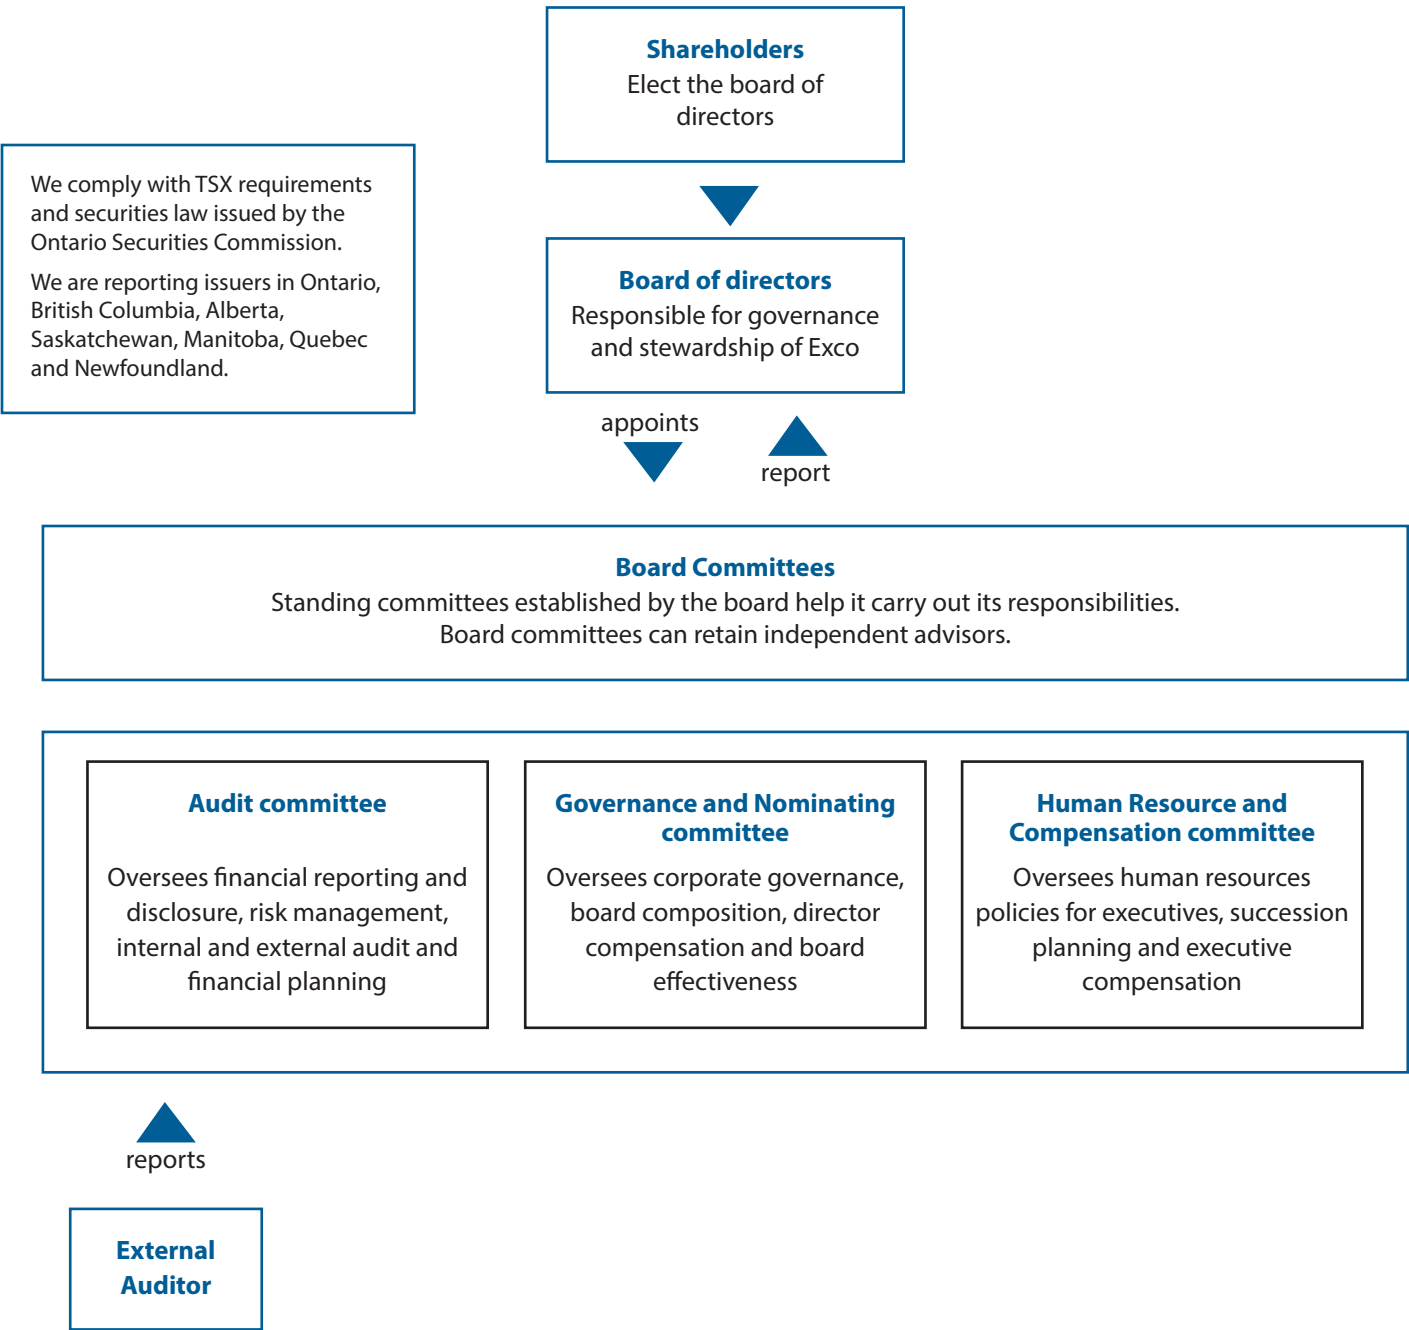 Shareholders
Elect the board of
directors
We comply with TSX requirements
and securities law issued by the
Ontario Securities Commission.
We are reporting issuers in Ontario,
British Columbia, Alberta,
Saskatchewan, Manitoba, Quebec
and Newfoundland.
Board of directors
Responsible for governance
and stewardship of Exco
appoints
report
Board Committees
Standing committees established by the board help it carry out its responsibilities.
Board committees can retain independent advisors.
Audit committee
Oversees financial reporting and
disclosure, risk management,
internal and external audit and
financial planning
Governance and Nominating
committee
Oversees corporate governance,
board composition, director
compensation and board
effectiveness
Human Resource and
Compensation committee
Oversees human resources
policies for executives, succession
planning and executive
compensation
reports
External
Auditor